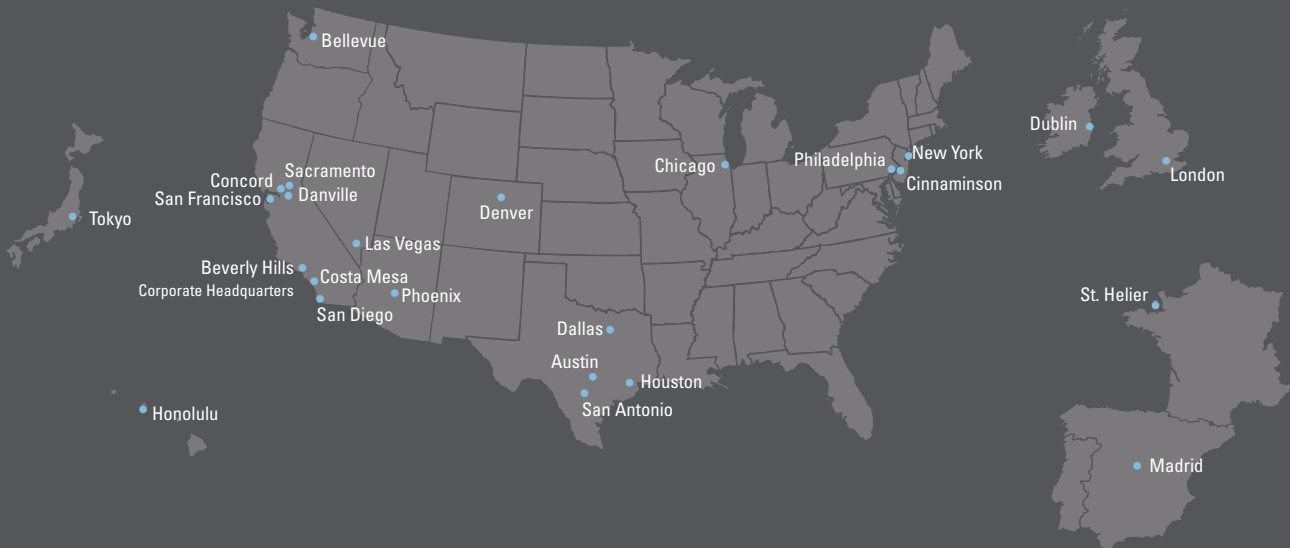 Bellevue
Dublin
London
Chicago
Philadelphia
New York
Cinnaminson
Sacramento
Concord
Danville
San Francisco
Tokyo
Denver
Las Vegas
Beverly Hills
Corporate Headquarters
Costa Mesa
Phoenix
San Diego
St. Helier
Dallas
Austin
Houston
San Antonio
Honolulu
Madrid